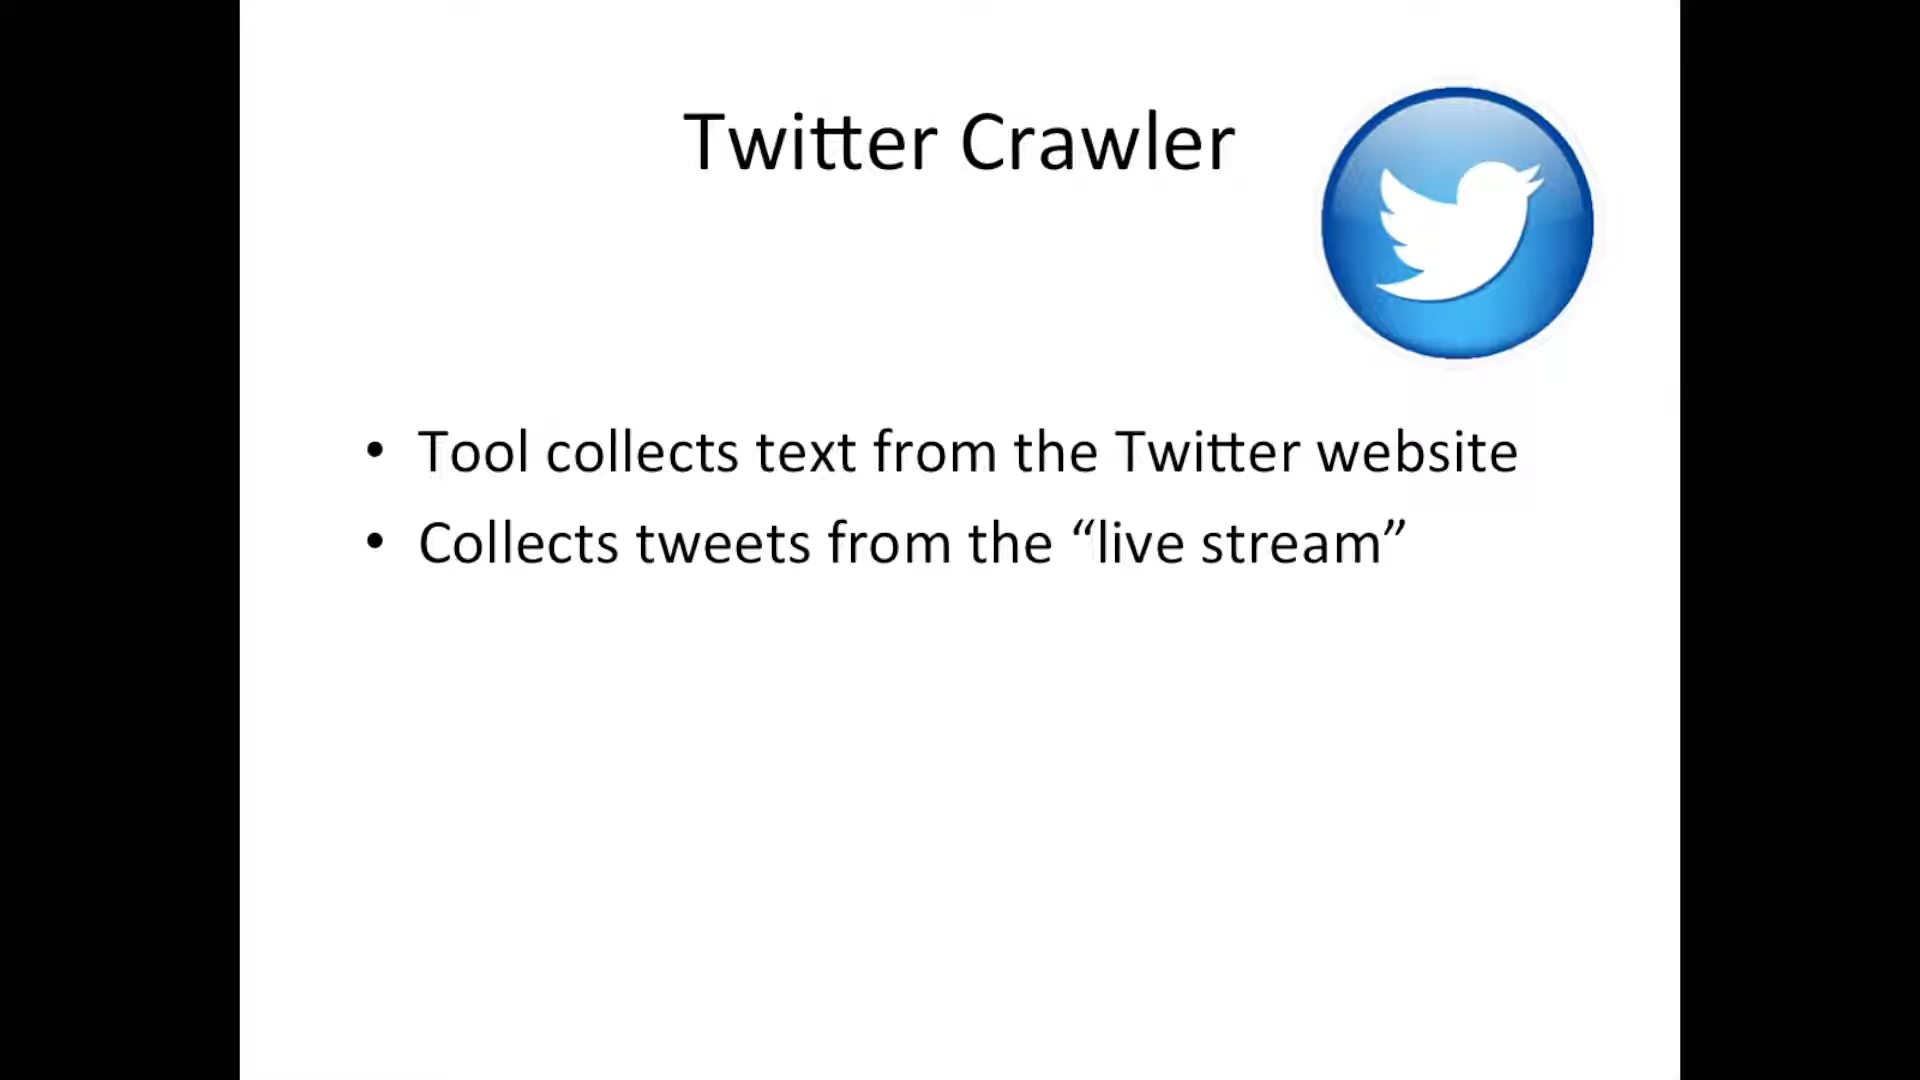 Twitter Crawler
• Tool collects text from the Twitter website
• Collects tweets from the “live stream”